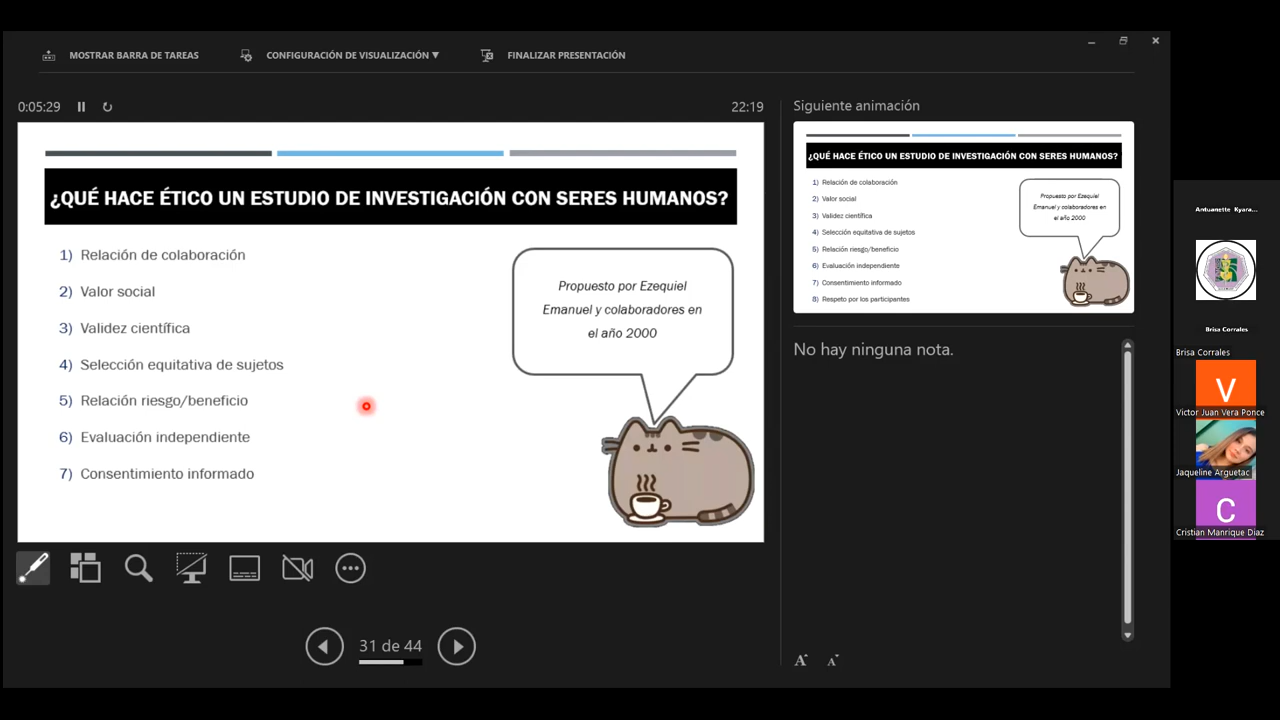 MOSTRAR BARRA DE TAREAS
CONFIGURACIÓN DE VISUALIZACIÓN ▼
FINALIZAR PRESENTACIÓN
0:05:29
22:19
¿QUÉ HACE ÉTICO UN ESTUDIO DE INVESTIGACIÓN CON SERES HUMANOS?
1) Relación de colaboración
2) Valor social
3) Validez científica
4) Selección equitativa de sujetos
5) Relación riesgo/beneficio
6) Evaluación independiente
7) Consentimiento informado
Propuesto por Ezequiel
Emanuel y colaboradores en
el año 2000
31 de 44
Siguiente animación
¿QUÉ HACE ÉTICO UN ESTUDIO DE INVESTIGACIÓN CON SERES HUMANOS?
1) Relación de colaboración
2) Valor social
3) Validez científica
4) Selección equitativa de sujetos
5) Relación riesgo/beneficio
6) Evaluación independiente
7) Consentimiento informado
8) Respeto por los participantes
Propuesto por Ezequiel
Emanuel y colaboradores en
el año 2000
No hay ninguna nota.
A A
Antuanette Kyara...
Brisa Corrales
Brisa Corrales
V
Victor Juan Vera Ponce
Jaqueline Arguetac
C
Cristian Manrique Diaz